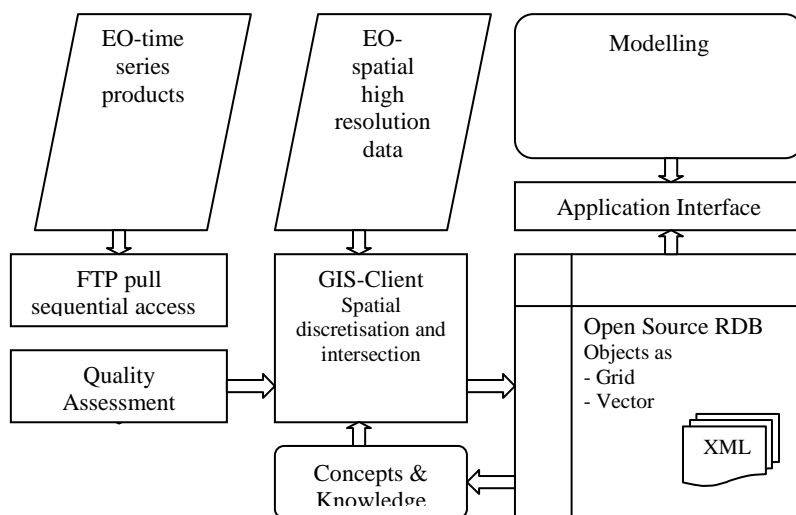 EO-time
series
products
EO-
spatial
high
resolution
data
Modelling
Application Interface
FTP pull
sequential access
GIS-Client
Spatial
discretisation and
intersection
Open Source RDB
Objects as
- Grid
- Vector
XML
Quality
Assessment
Concepts &
Knowledge